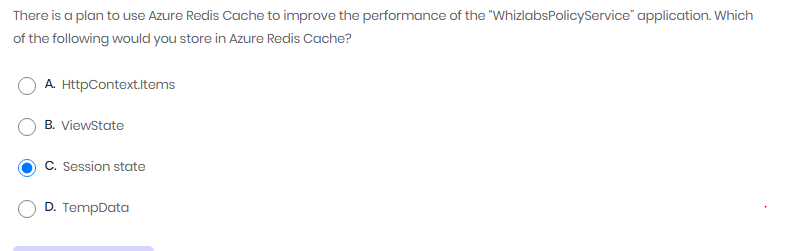 There is a plan to use Azure Redis Cache to improve the performance of the "WhizlabsPolicyService" application. Which
of the following would you store in Azure Redis Cache?
A. HttpContext.Items
B. ViewState
C. Session state
D. TempData